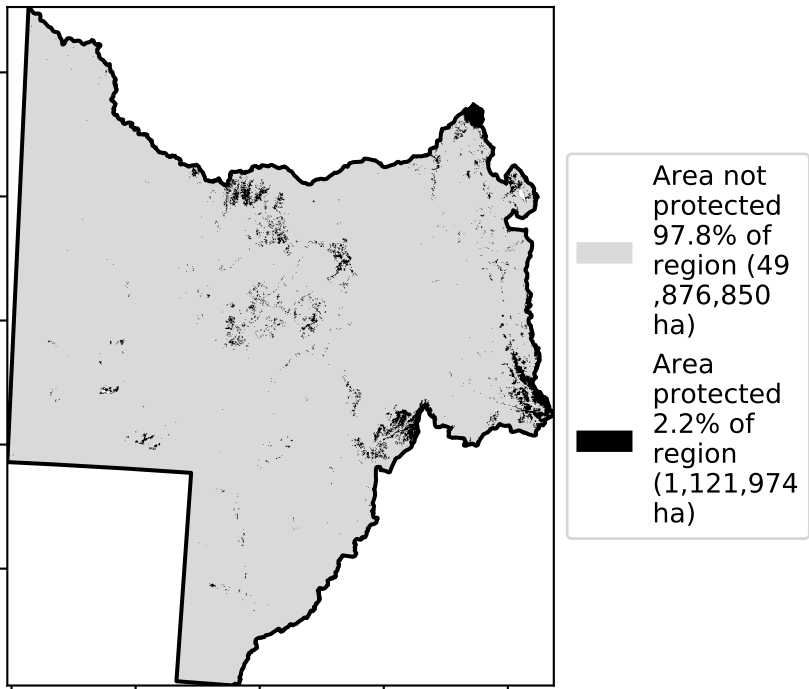 Area not
protected
97.8% of
region (49
,876,850
ha)
Area
protected
2.2% of
region
(1,121,974
ha)